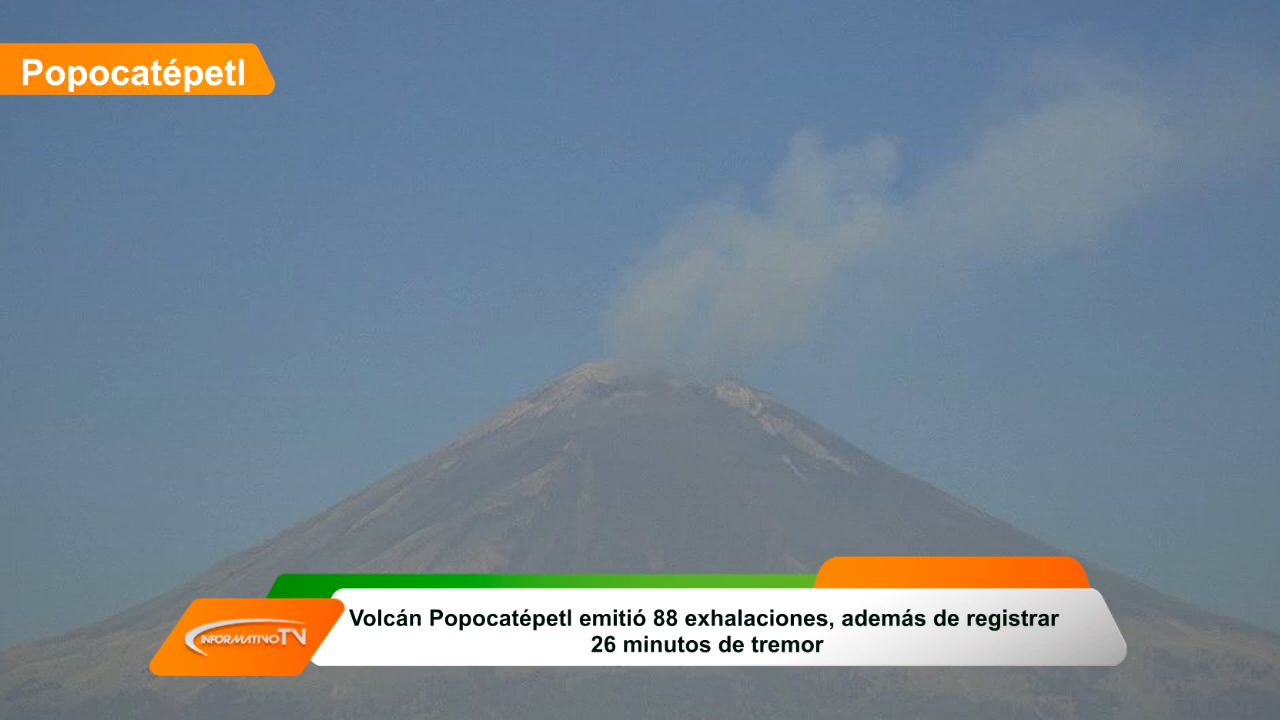 Popocatépetl
Volcán Popocatépetl emitió 88 exhalaciones, además de registrar
26 minutos de tremor
INFORMATIVO TV